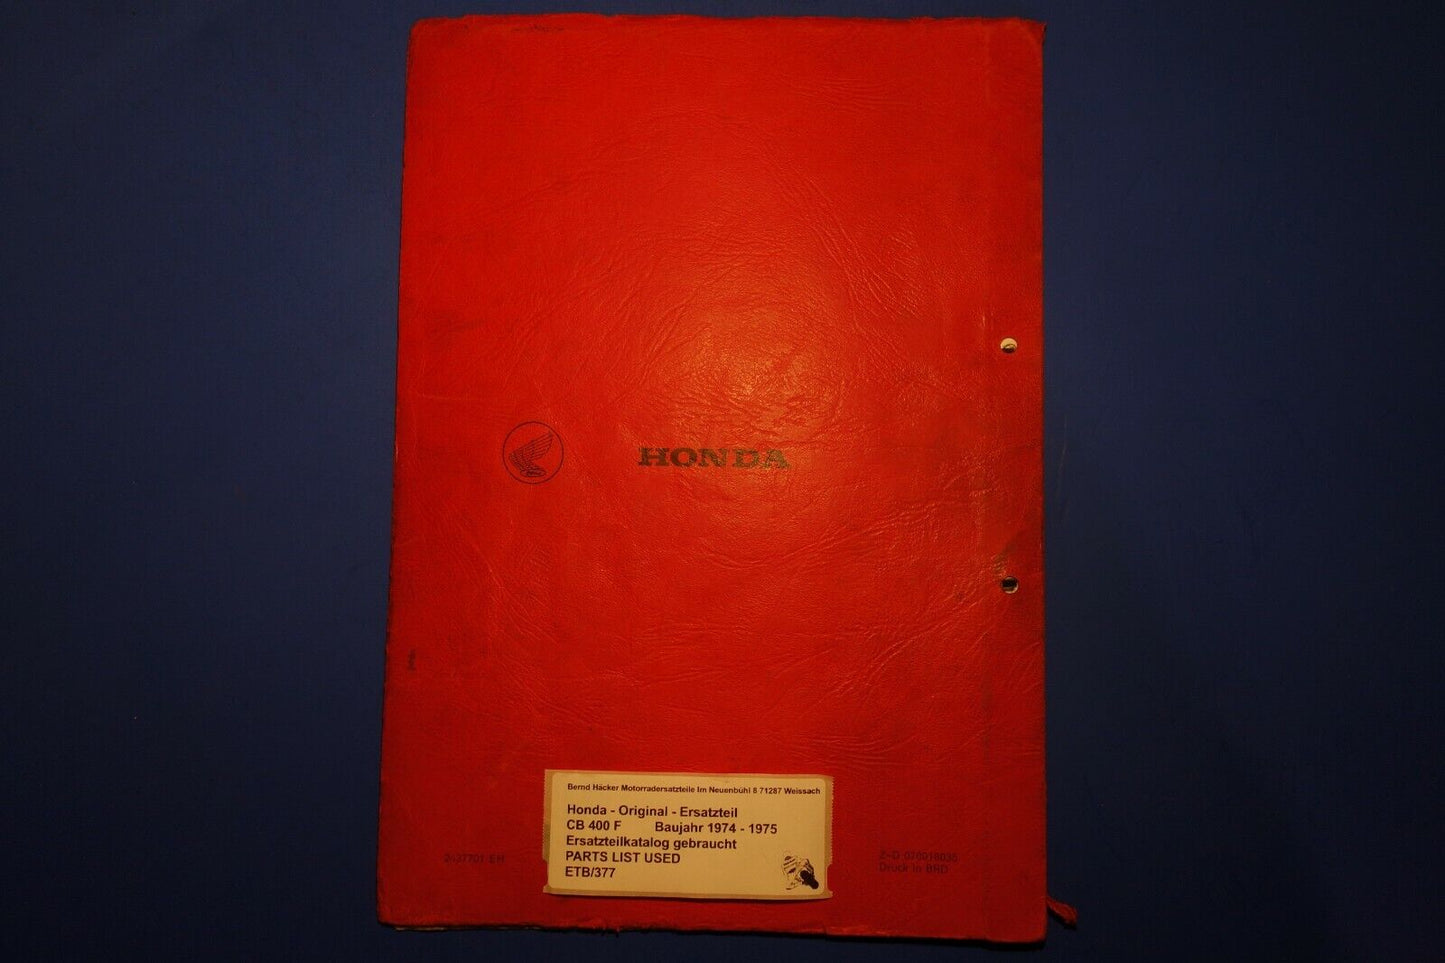 HONDA
Bernd Häcker Motorradersatzteile Im Neuenbühl 8 71287 Weissach
Honda - Original - Ersatzteil
CB 400 F Baujahr 1974 - 1975
Ersatzteilkatalog gebraucht
PARTS LIST USED
ETB/377
Druck in BRD